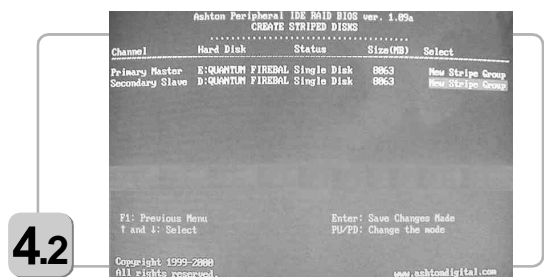 Ashton Peripheral IDE RAID BIOS ver. 1.09a
CREATE STRIPED DISKS
Channel Hard Disk Status Size(MB) Select
Primary Master E:QUANTUM FIREBAL Single Disk 8063 New Stripe Group
Secondary Slave D:QUANTUM FIREBAL Single Disk 8063 New Stripe Group
F1: Previous Menu Enter: Save Changes Made
↑ and ↓: Select PU/PD: Change the mode
4.2
Copyright 1999-2000
All rights reserved. www.ashtondigital.com